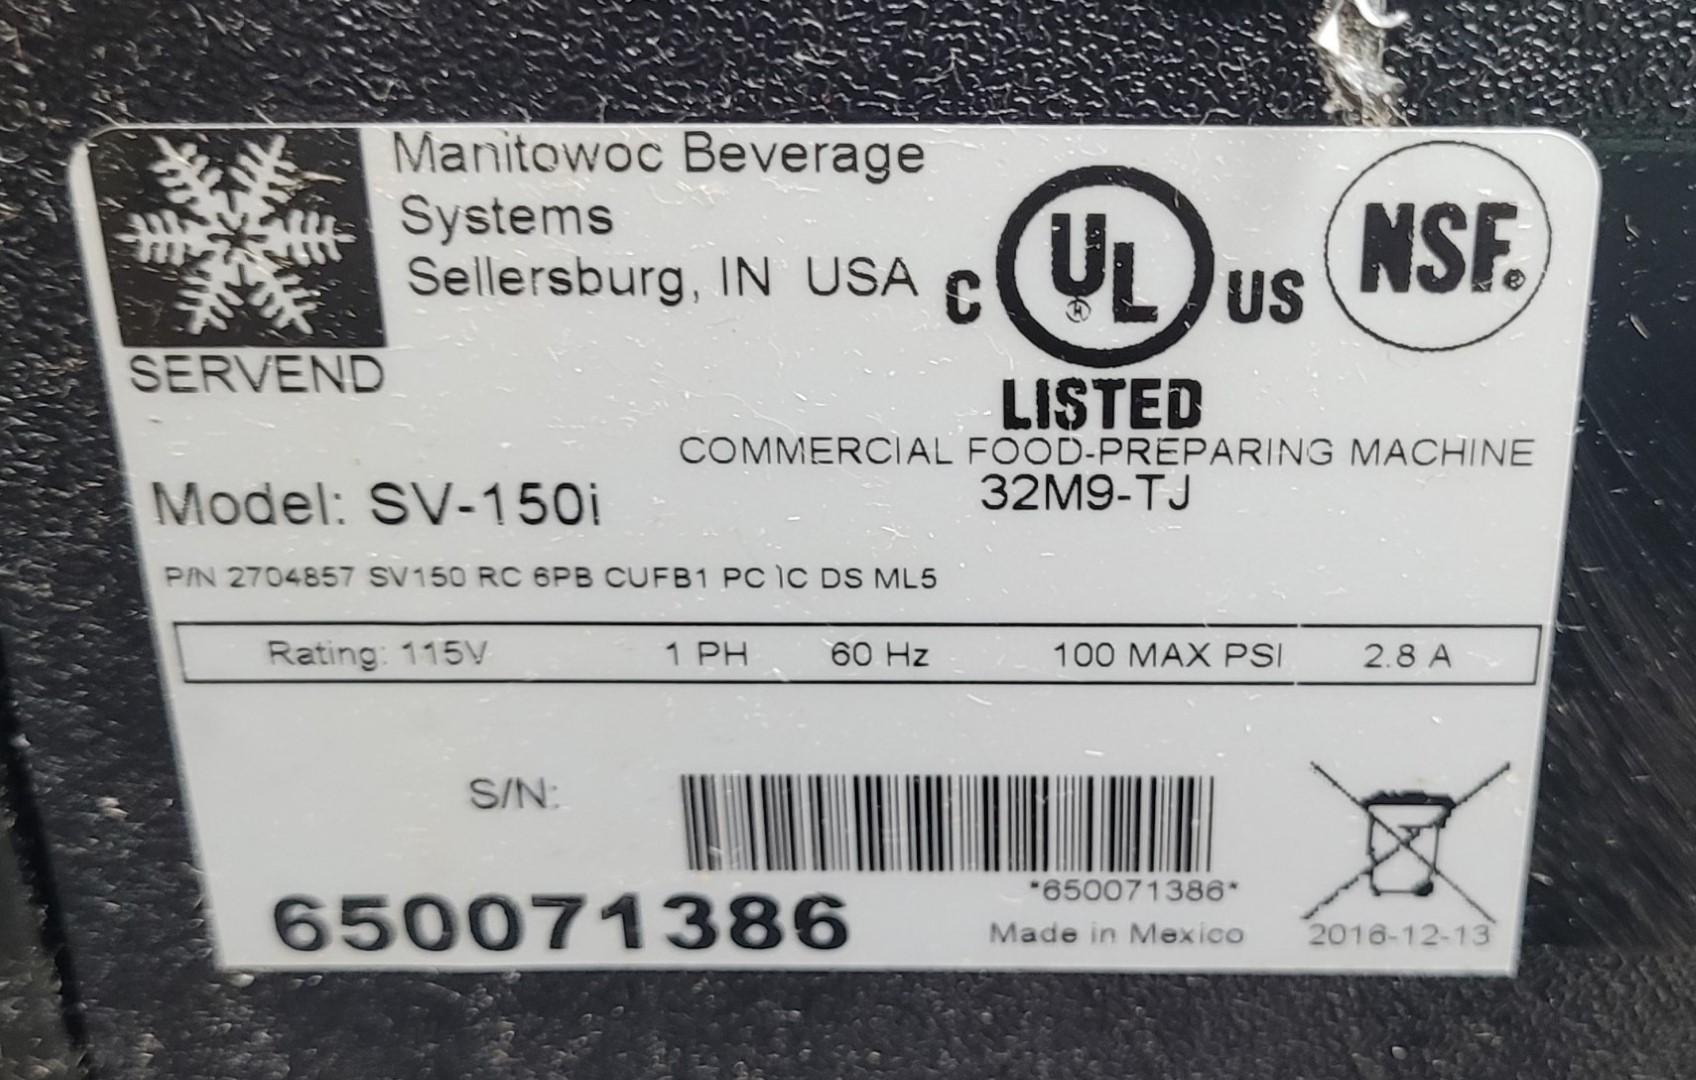 Manitowoc Beverage
Systems
Sellersburg, IN USA
SERVEND
C UL® US
LISTED
NSF®
COMMERCIAL FOOD-PREPARING MACHINE
32M9-TJ
Model: SV-150i
P/N 2704857 SV150 RC 6PB CUFB1 PC IC DS ML5
Rating: 115V 1 PH 60 Hz 100 MAX PSI 2.8 A
S/N:
650071386
*650071386*
Made in Mexico
2016-12-13